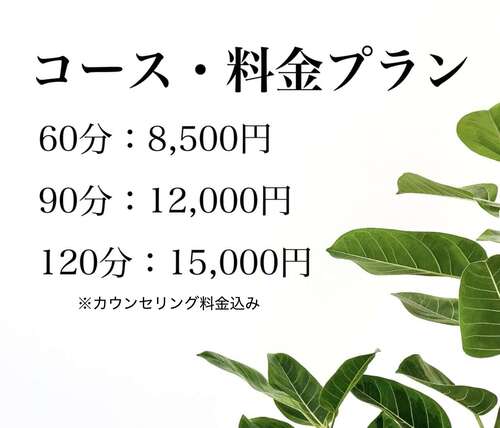 コース・料金プラン
60分：8,500円
90分：12,000円
120分：15,000円
※カウンセリング料金込み